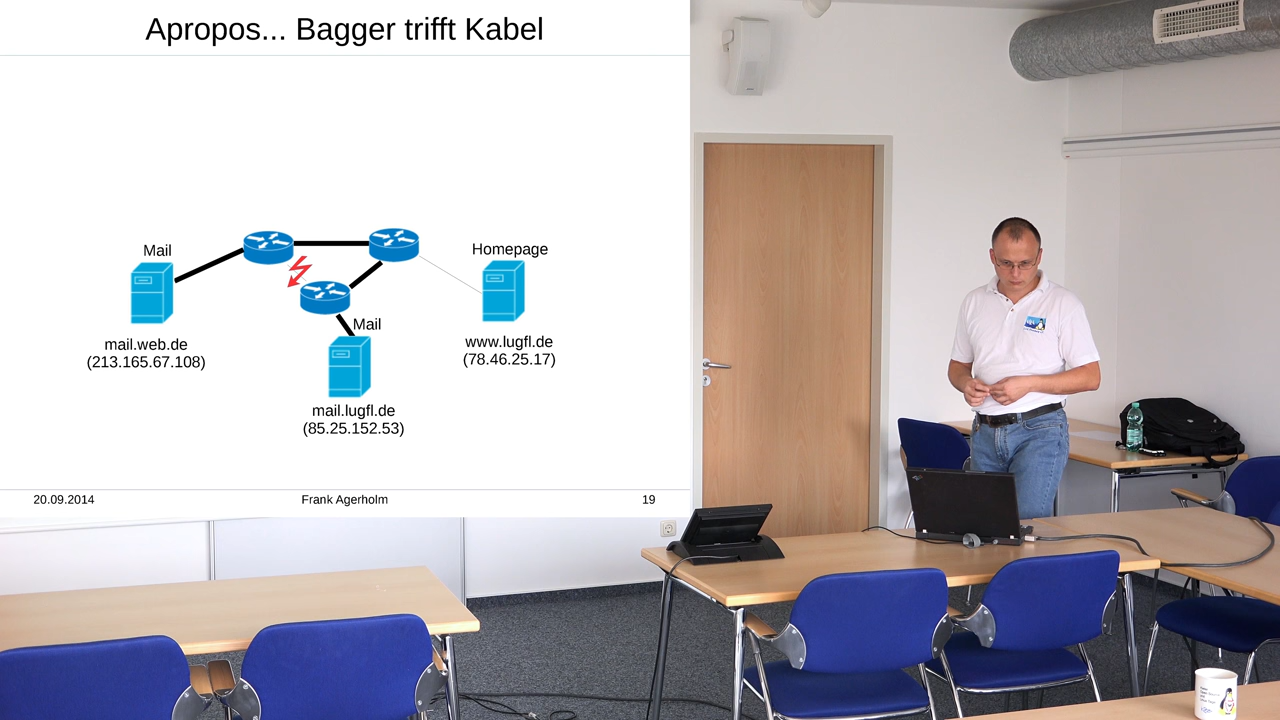 Apropos... Bagger trifft Kabel
Mail
Homepage
Mail
mail.web.de
(213.165.67.108)
www.lugfl.de
(78.46.25.17)
mail.lugfl.de
(85.25.152.53)
20.09.2014
Frank Agerholm
19